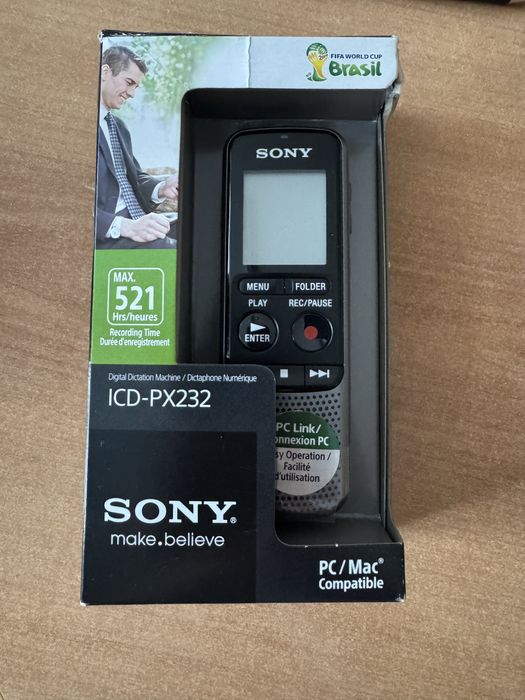 FIFA WORLD CUP
Brasil
SONY
MENU
FOLDER
PLAY
REC/PAUSE
ENTER
MAX.
521
Hrs/heures
Recording Time
Durée d'enregistrement
Digital Dictation Machine / Dictaphone Numérique
ICD-PX232
PC Link/
onnexion PC
sy Operation /
Facilité
d'utilisation
SONY®
make.believe
PC/Mac®
Compatible